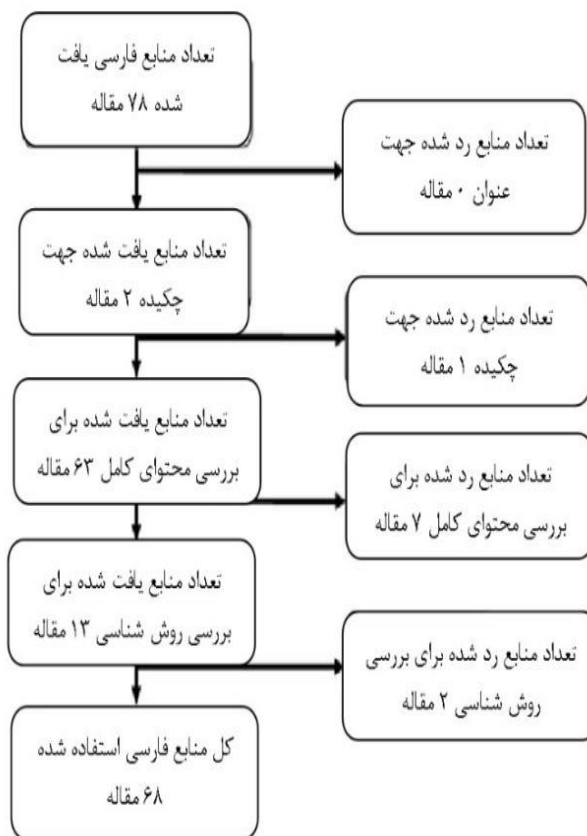 تعداد منابع فارسی یافت
شده ۷۸ مقاله
تعداد منابع رد شده جهت
عنوان ۰ مقاله
تعداد منابع یافت شده جهت
چکیده ۲ مقاله
تعداد منابع رد شده جهت
چکیده ۱ مقاله
تعداد منابع یافت شده برای
بررسی محتوای کامل ۶۳ مقاله
تعداد منابع رد شده برای
بررسی محتوای کامل ۷ مقاله
تعداد منابع یافت شده برای
بررسی روش شناسی ۱۳ مقاله
تعداد منابع رد شده برای بررسی
روش شناسی ۲ مقاله
کل منابع فارسی استفاده شده
۶۸ مقاله